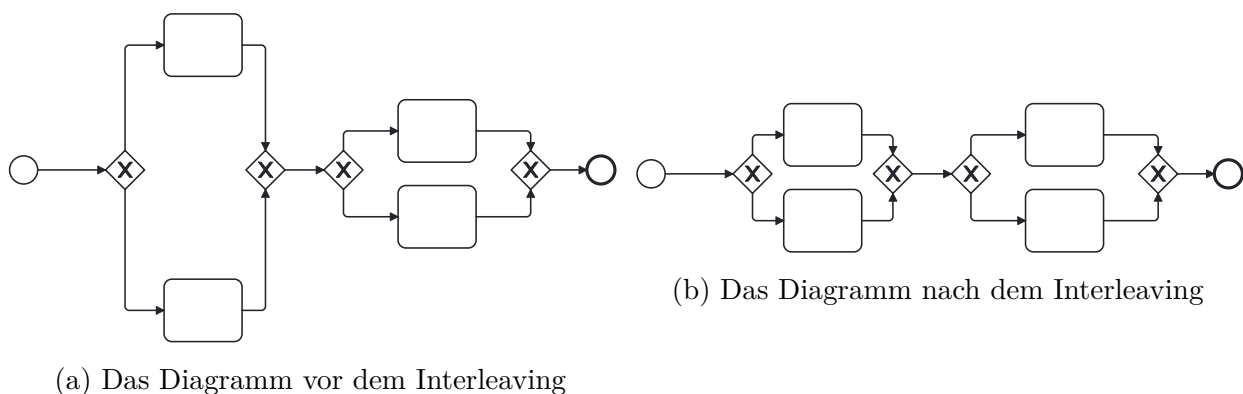 (b) Das Diagramm nach dem Interleaving
(a) Das Diagramm vor dem Interleaving